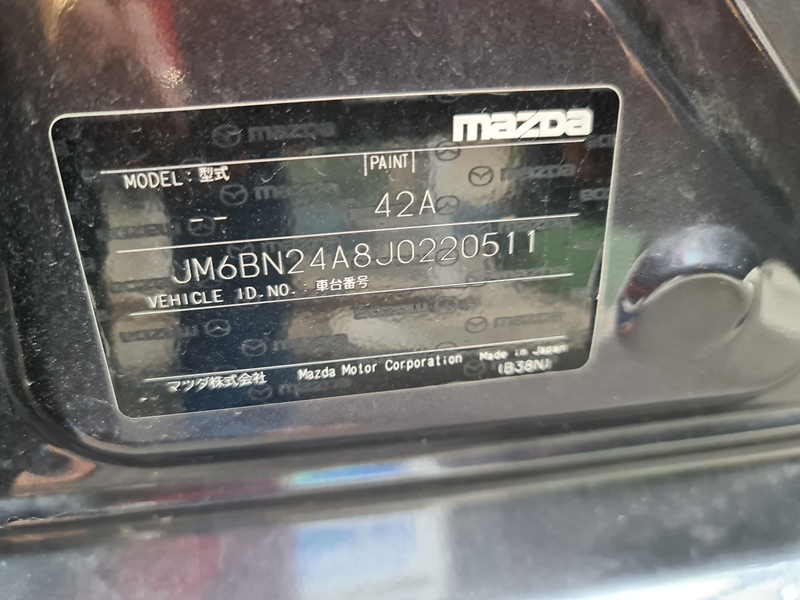 mazda
MODEL : 型式
PAINT
-- 42A
JM6BN24A8J0220511
VEHICLE ID.NO. : 車台番号
マツダ株式会社 Mazda Motor Corporation Made in Japan
(B38N)